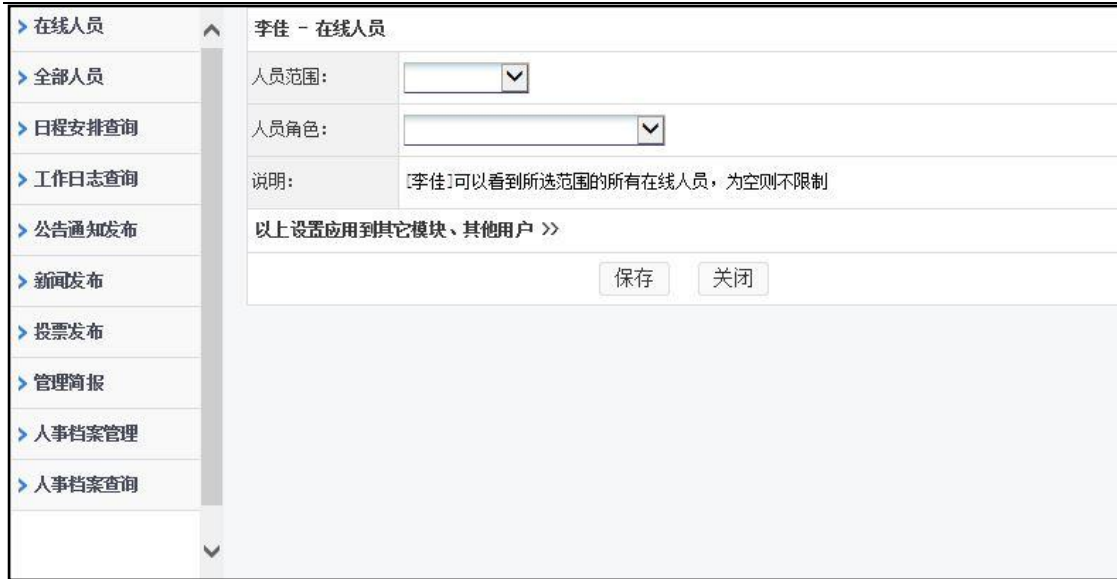 在线人员
全部人员
日程安排查询
工作日志查询
公告通知发布
新闻发布
投票发布
管理简报
人事档案管理
人事档案查询
李佳 - 在线人员
人员范围:
人员角色:
说明: [李佳]可以看到所选范围的所有在线人员，为空则不限制
以上设置应用到其它模块、其他用户 >>
保存 关闭